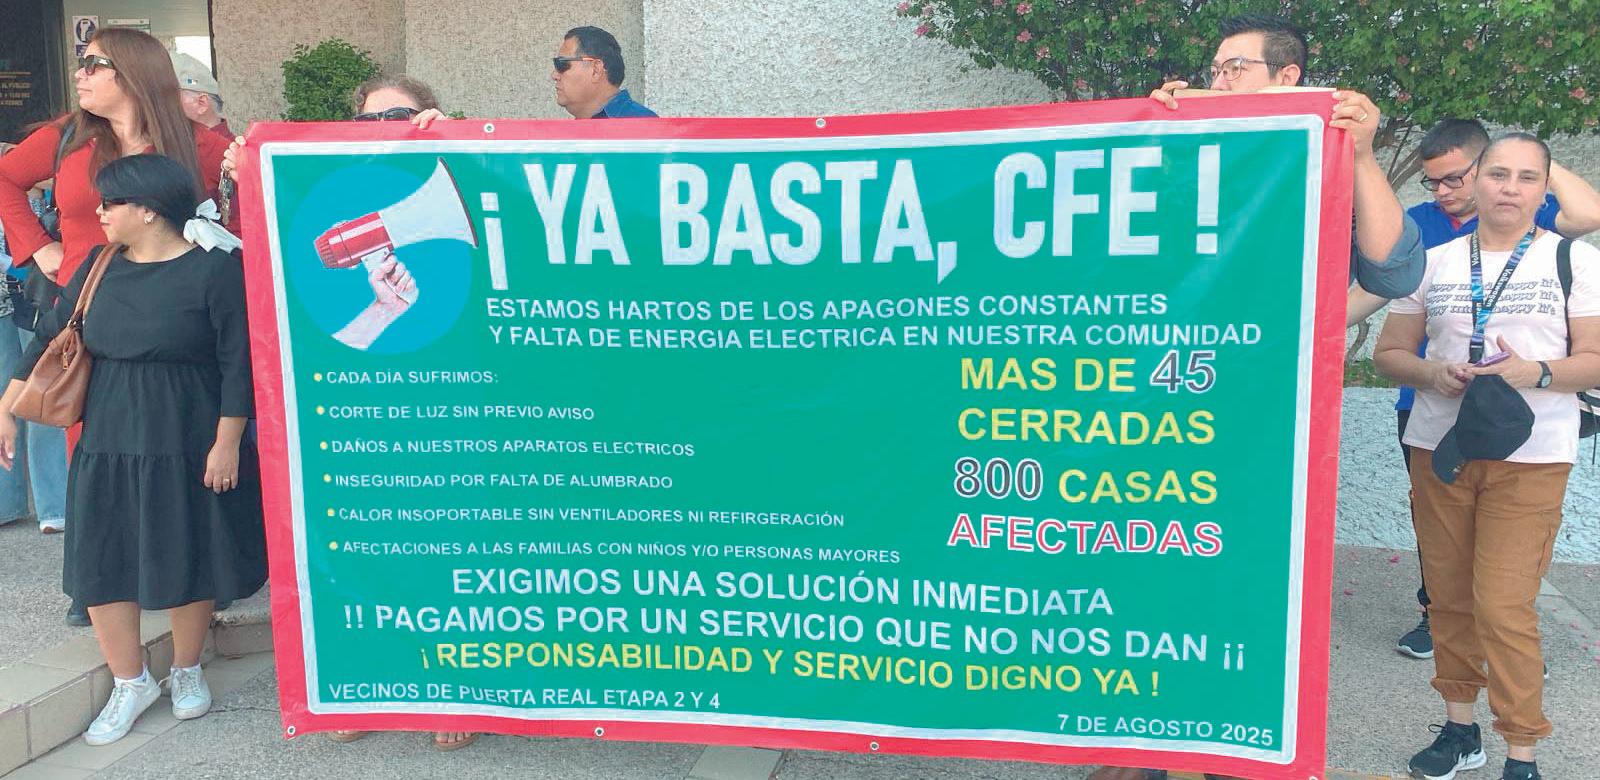 ¡ YA BASTA, CFE !
ESTAMOS HARTOS DE LOS APAGONES CONSTANTES
Y FALTA DE ENERGIA ELECTRICA EN NUESTRA COMUNIDAD
• CADA DÍA SUFRIMOS:
• CORTE DE LUZ SIN PREVIO AVISO
• DAÑOS A NUESTROS APARATOS ELECTRICOS
• INSEGURIDAD POR FALTA DE ALUMBRADO
• CALOR INSOPORTABLE SIN VENTILADORES NI REFIRGERACIÓN
• AFECTACIONES A LAS FAMILIAS CON NIÑOS Y/O PERSONAS MAYORES
MAS DE 45
CERRADAS
800 CASAS
AFECTADAS
EXIGIMOS UNA SOLUCIÓN INMEDIATA
!! PAGAMOS POR UN SERVICIO QUE NO NOS DAN ¡¡
¡ RESPONSABILIDAD Y SERVICIO DIGNO YA !
VECINOS DE PUERTA REAL ETAPA 2 Y 4
7 DE AGOSTO 2025
Volkswagen
happy life